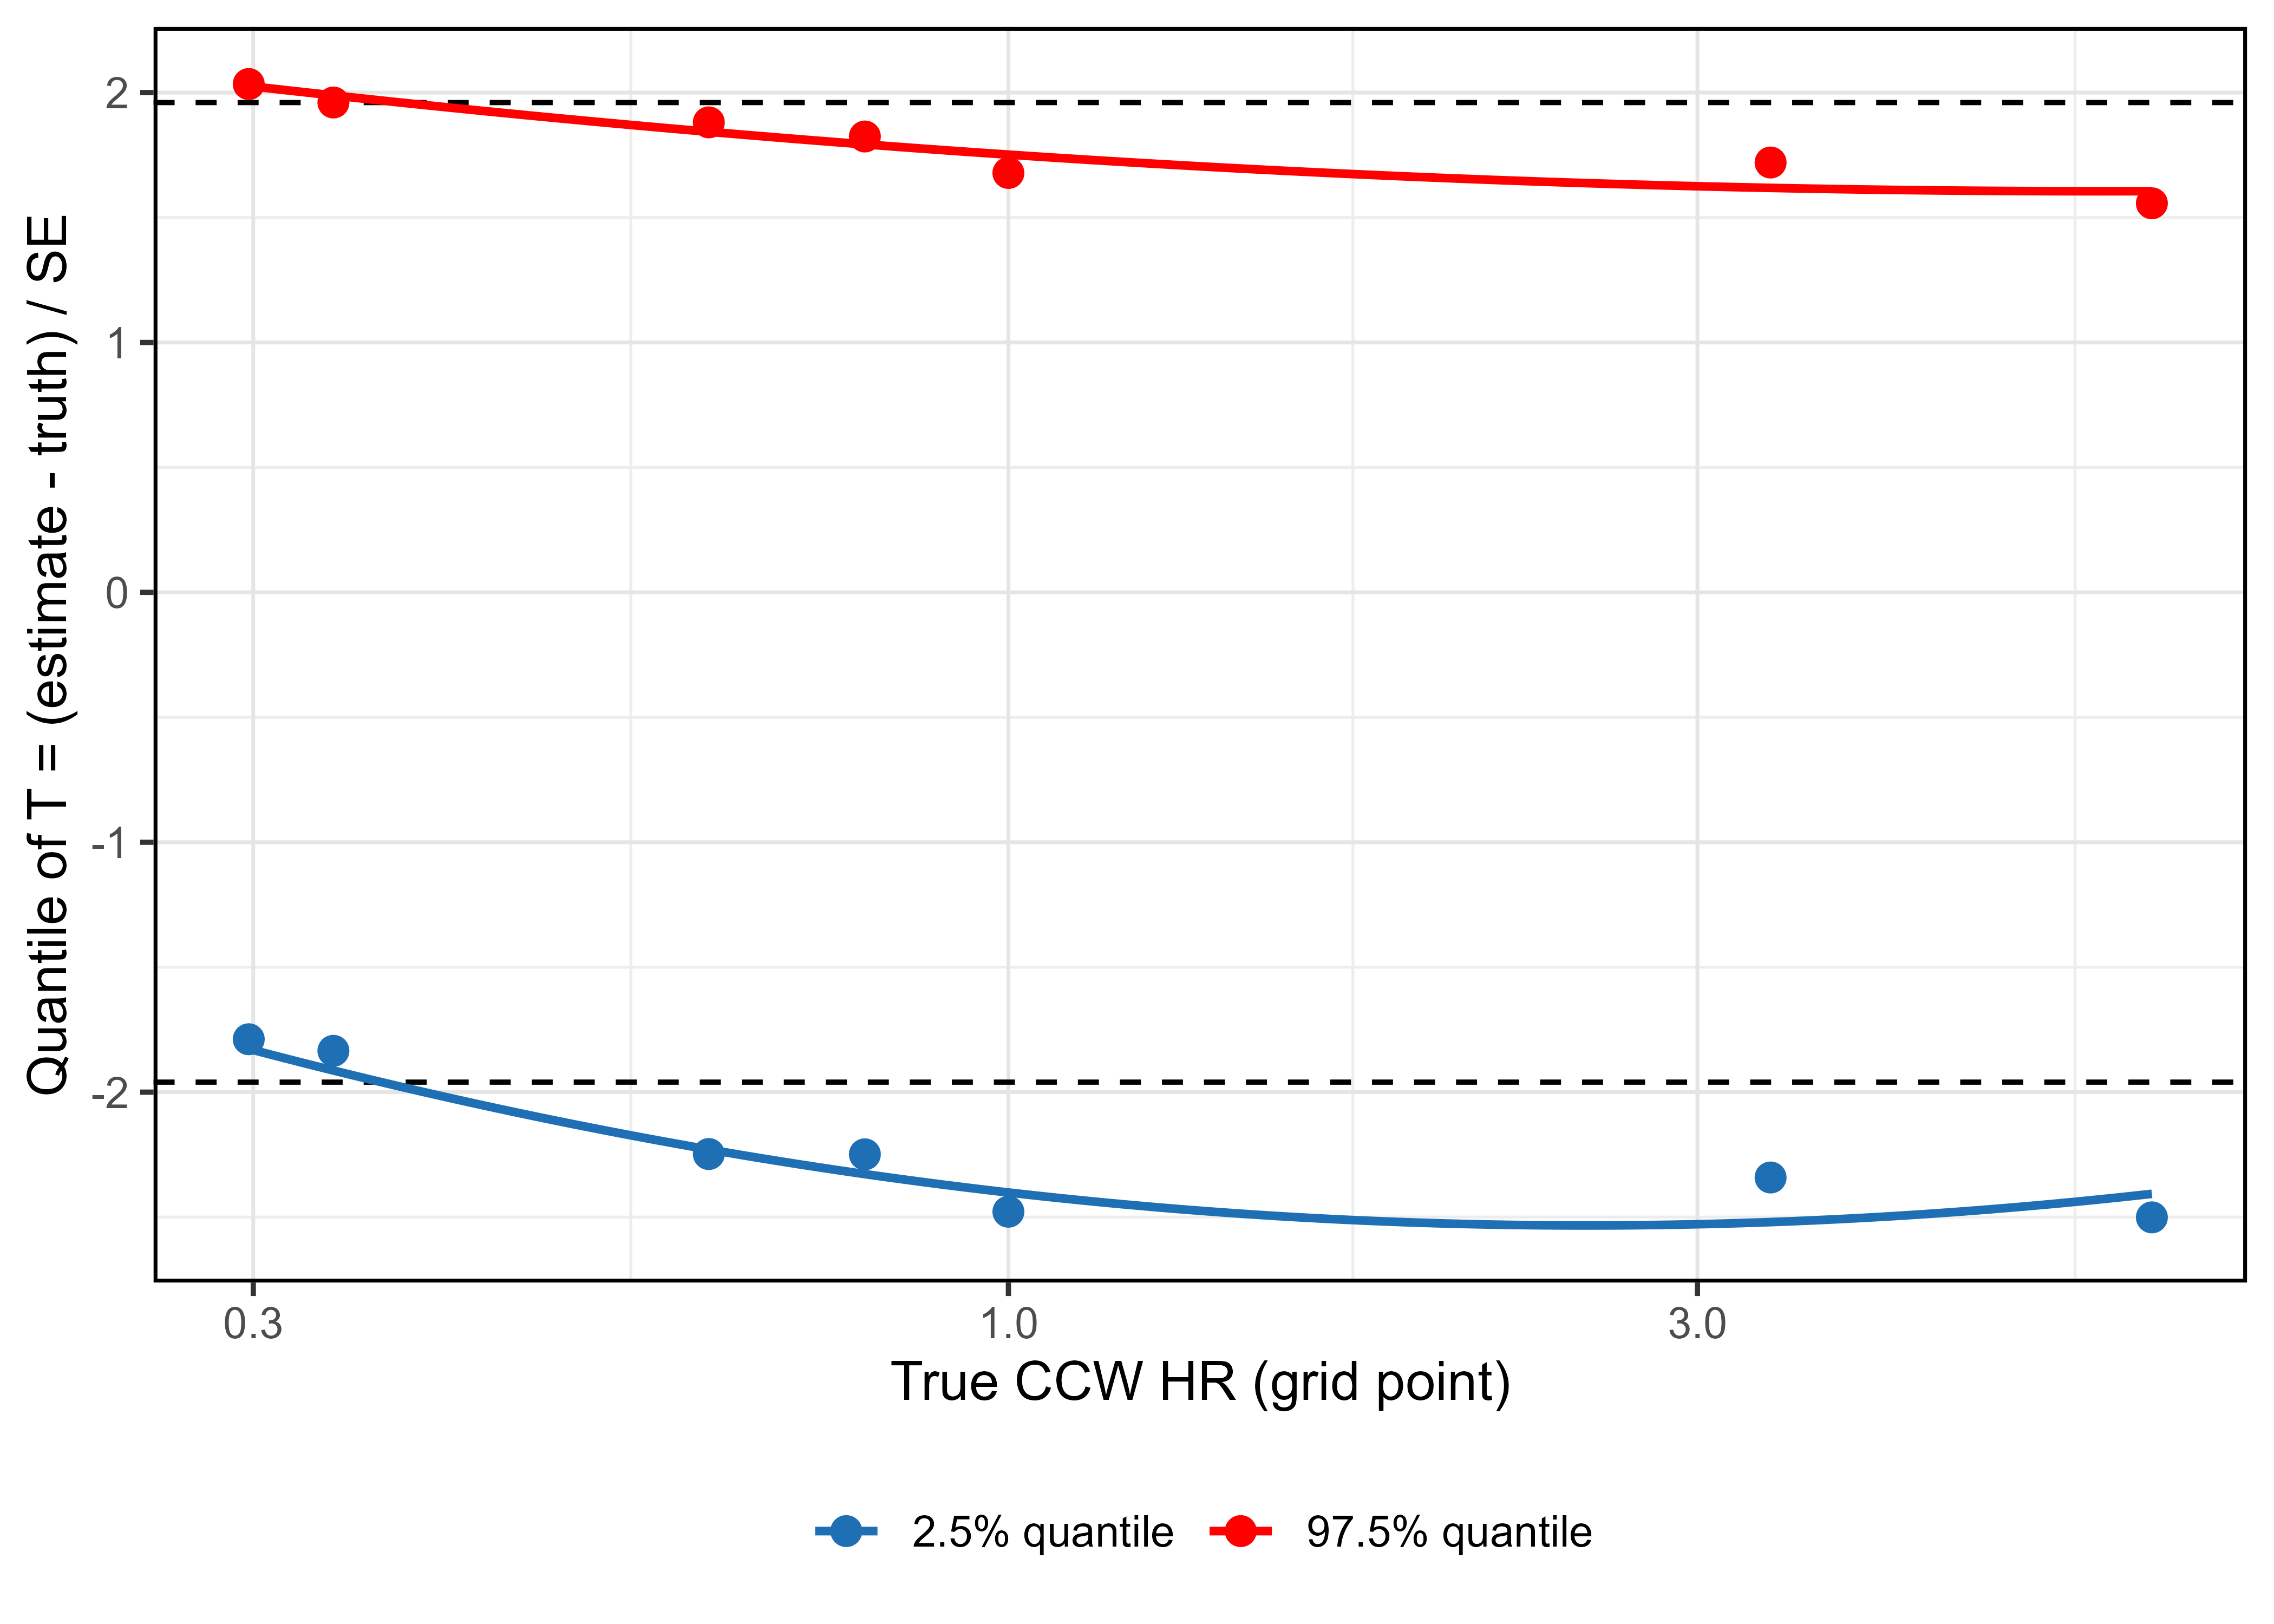 Quantile of T = (estimate - truth) / SE
2
1
0
-1
-2
0.3
1.0
3.0
True CCW HR (grid point)
2.5% quantile
97.5% quantile